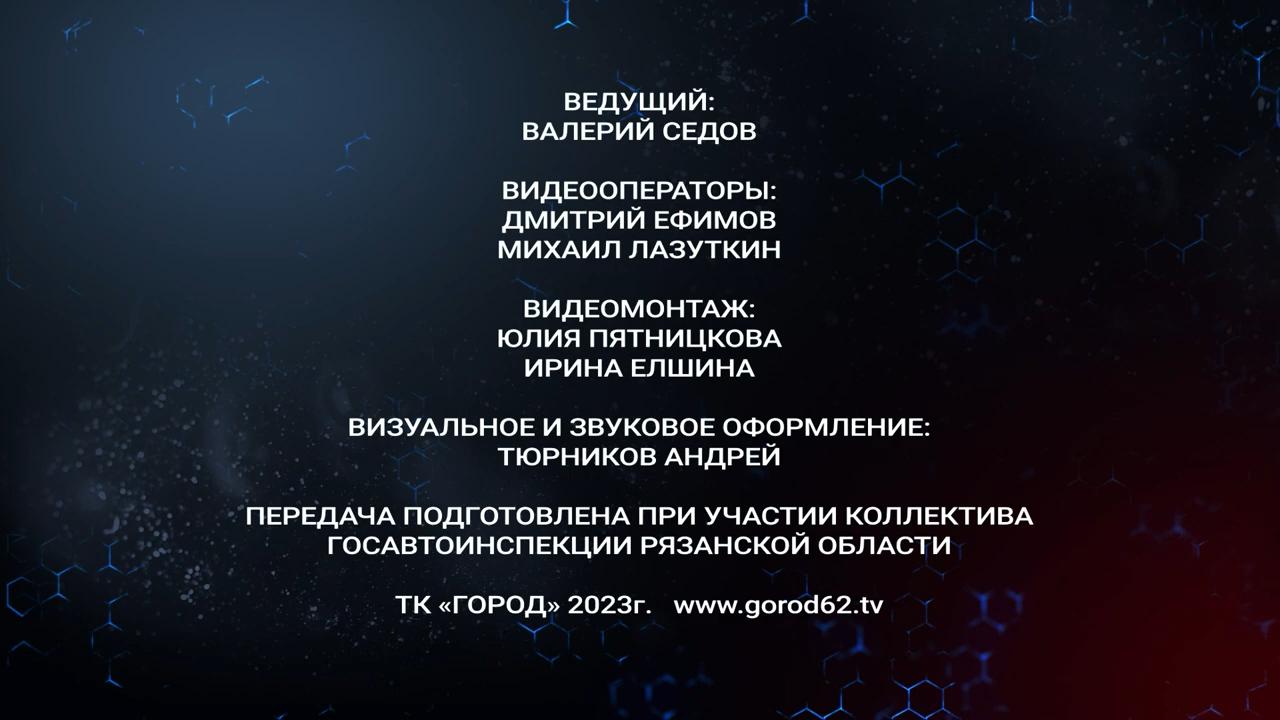 ВЕДУЩИЙ:
ВАЛЕРИЙ СЕДОВ
ВИДЕООПЕРАТОРЫ:
ДМИТРИЙ ЕФИМОВ
МИХАИЛ ЛАЗУТКИН
ВИДЕОМОНТАЖ:
ЮЛИЯ ПЯТНИЦКОВА
ИРИНА ЕЛШИНА
ВИЗУАЛЬНОЕ И ЗВУКОВОЕ ОФОРМЛЕНИЕ:
ТЮРНИКОВ АНДРЕЙ
ПЕРЕДАЧА ПОДГОТОВЛЕНА ПРИ УЧАСТИИ КОЛЛЕКТИВА
ГОСАВТОИНСПЕКЦИИ РЯЗАНСКОЙ ОБЛАСТИ
ТК «ГОРОД» 2023г. www.gorod62.tv